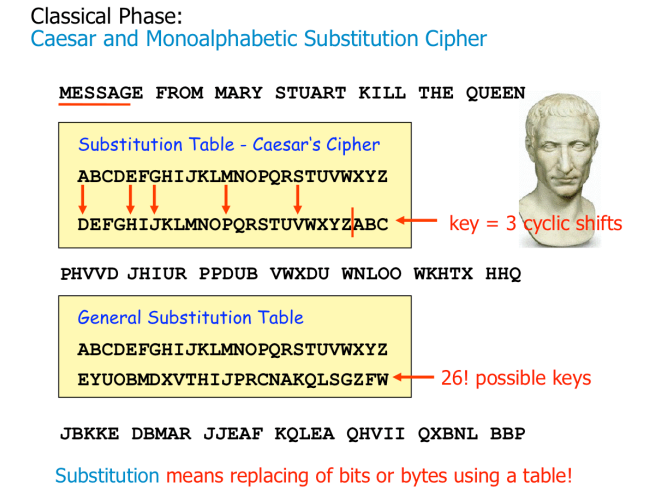 Classical Phase:
Caesar and Monoalphabetic Substitution Cipher
MESSAGE FROM MARY STUART KILL THE QUEEN
Substitution Table - Caesar's Cipher
ABCDEFGHIJKLMNOPQRSTUVWXYZ
DEFGHIJKLMNOPQRSTUVWXYZABC
key = 3 cyclic shifts
PHVVD JHIUR PPDUB VWXDU WNLOO WKHTX HHQ
General Substitution Table
ABCDEFGHIJKLMNOPQRSTUVWXYZ
EYUOBMDXVTHIJPRCNAKQLSGZFW
26! possible keys
JBKKE DBMAR JJEAF KQLEA QHVII QXBNL BBP
Substitution means replacing of bits or bytes using a table!